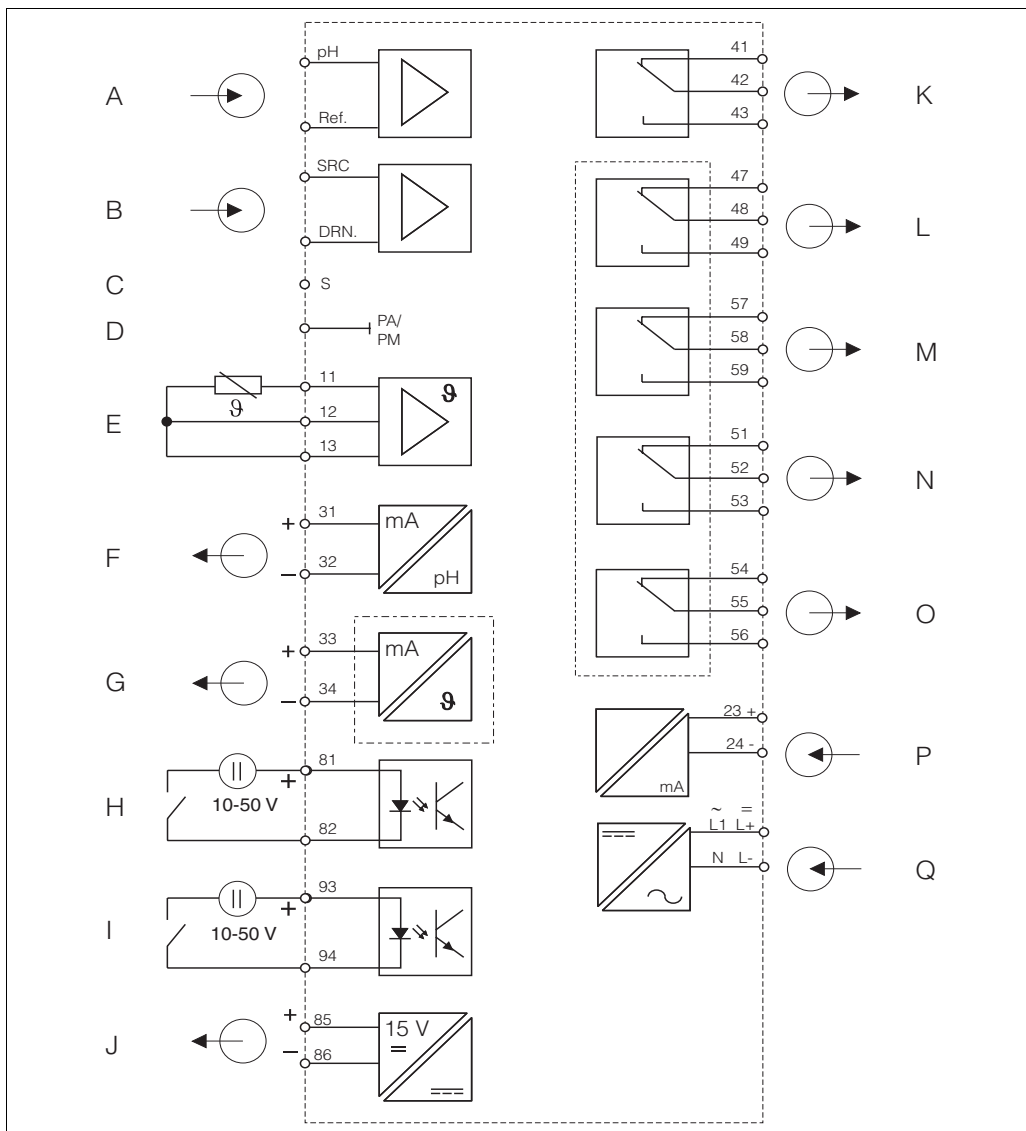 A
pH
Ref.
B
SRC
DRN.
C
S
D
PA/
PM
E
ϑ
11
12
13
ϑ
F
+
31
−
32
mA
pH
G
+
33
−
34
mA
ϑ
H
10-50 V
+
81
82
I
10-50 V
+
93
94
J
+
85
−
86
15 V
=
41
42
43
K
47
48
49
L
57
58
59
M
51
52
53
N
54
55
56
O
23 +
24 -
mA
P
~ =
L1 L+
N L-
Q